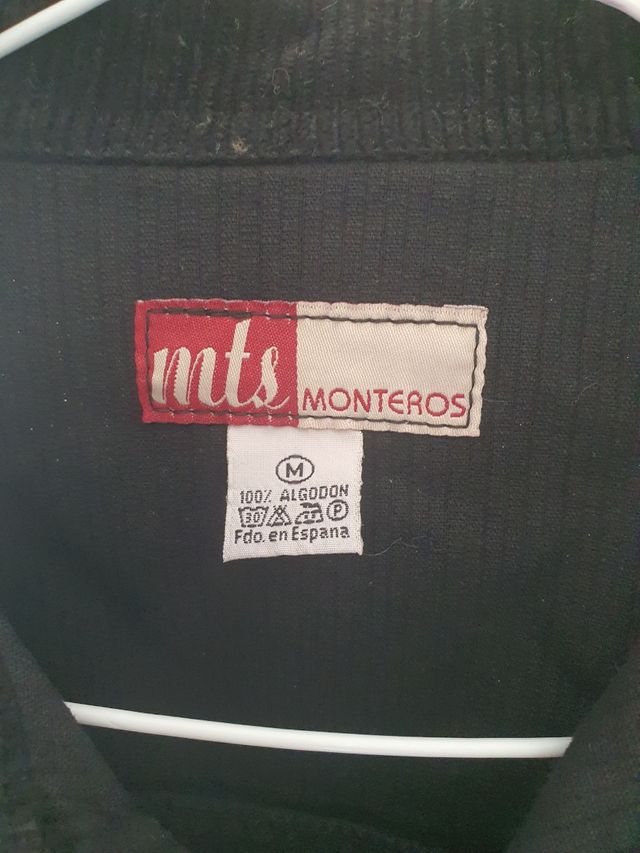 mts MONTEROS
M
100% ALGODON
30 P
Fdo. en Espana